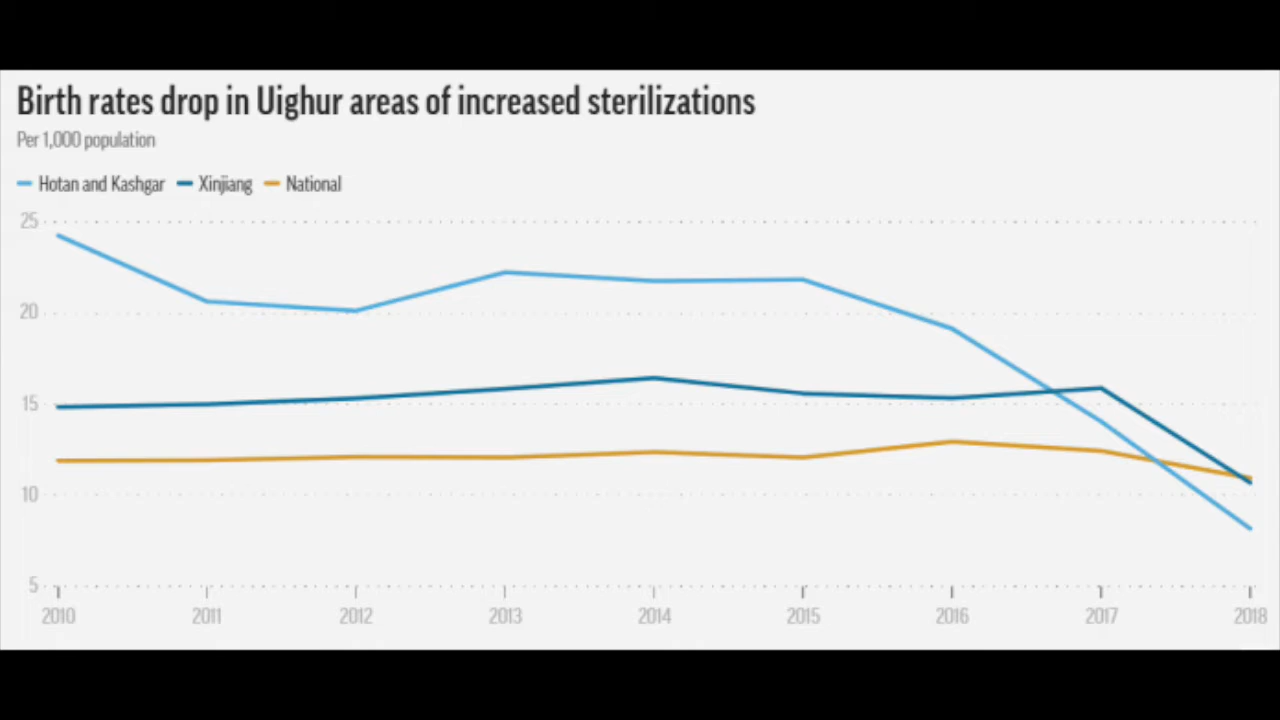 Birth rates drop in Uighur areas of increased sterilizations
Per 1,000 population
Hotan and Kashgar Xinjiang National
25
20
15
10
5
2010 2011 2012 2013 2014 2015 2016 2017 2018